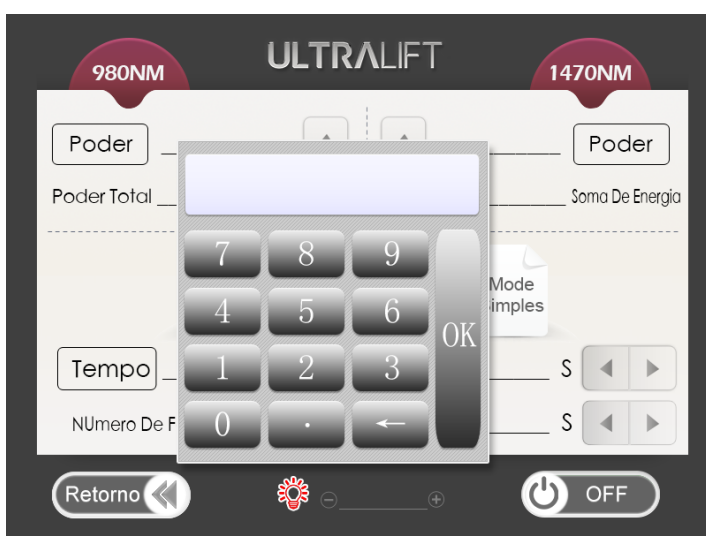 ULTRALIFT
980NM
1470NM
Poder
Poder
Poder Total
Soma De Energia
7 8 9
Mode
imples
4 5 6
OK
Tempo
1 2 3
S
NUmero De F
0 . ←
S
Retorno
OFF